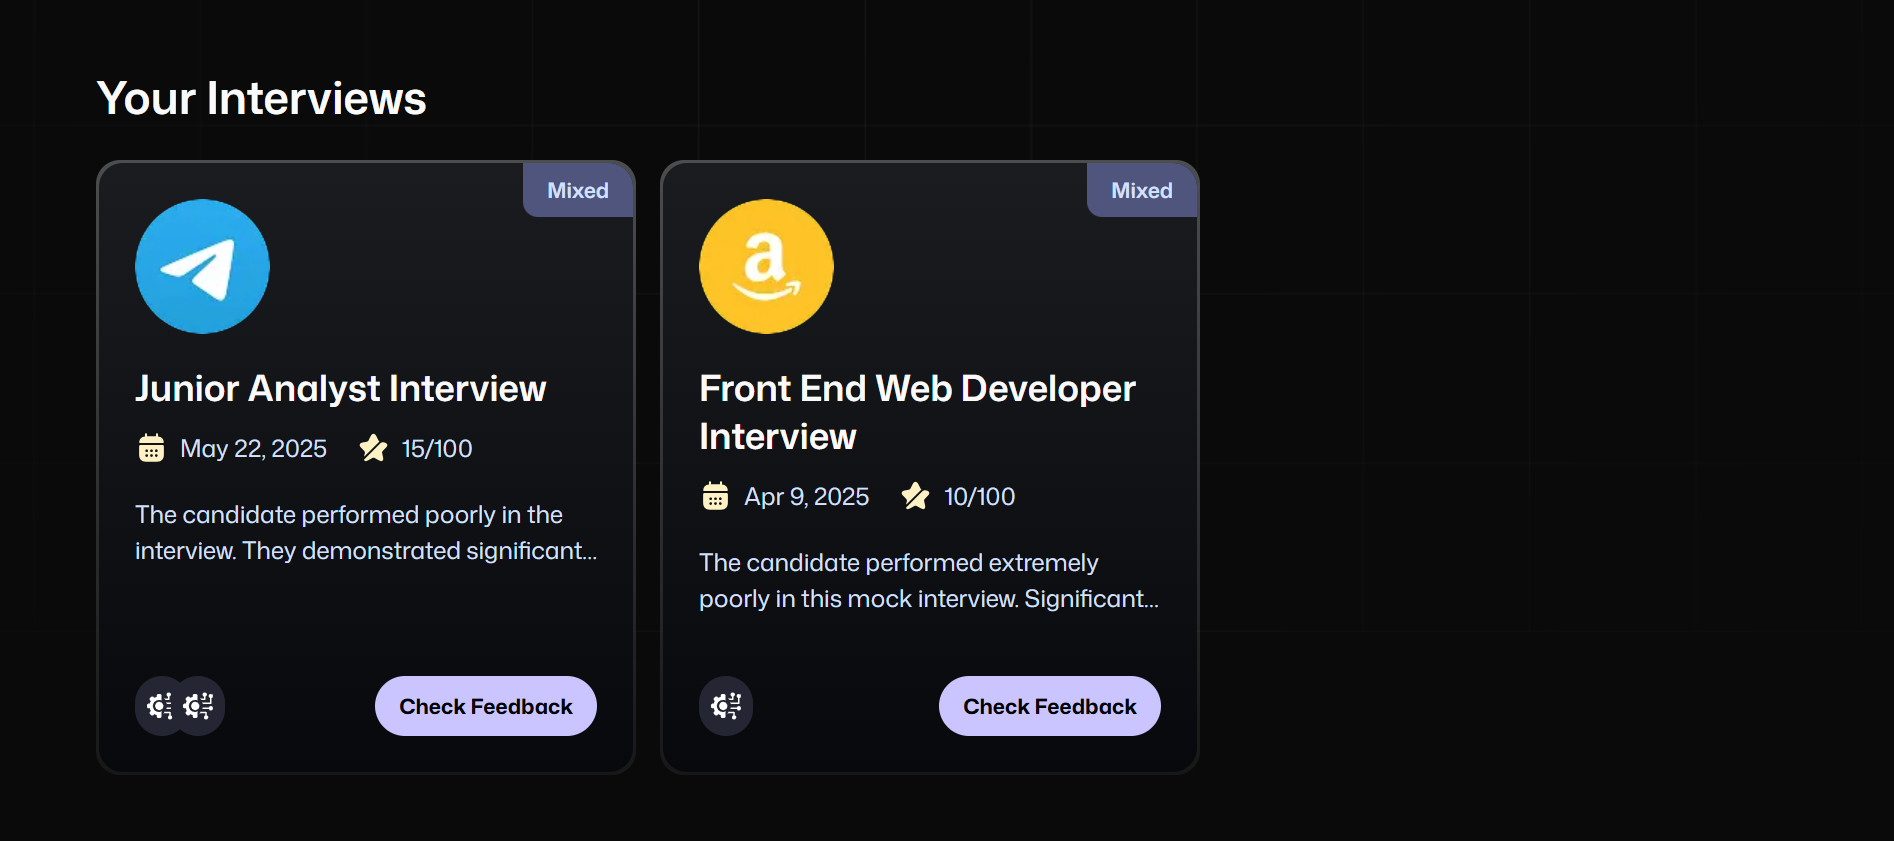 Your Interviews
Mixed
Junior Analyst Interview
May 22, 2025 15/100
The candidate performed poorly in the
interview. They demonstrated significant...
Check Feedback
Mixed
a
Front End Web Developer
Interview
Apr 9, 2025 10/100
The candidate performed extremely
poorly in this mock interview. Significant...
Check Feedback